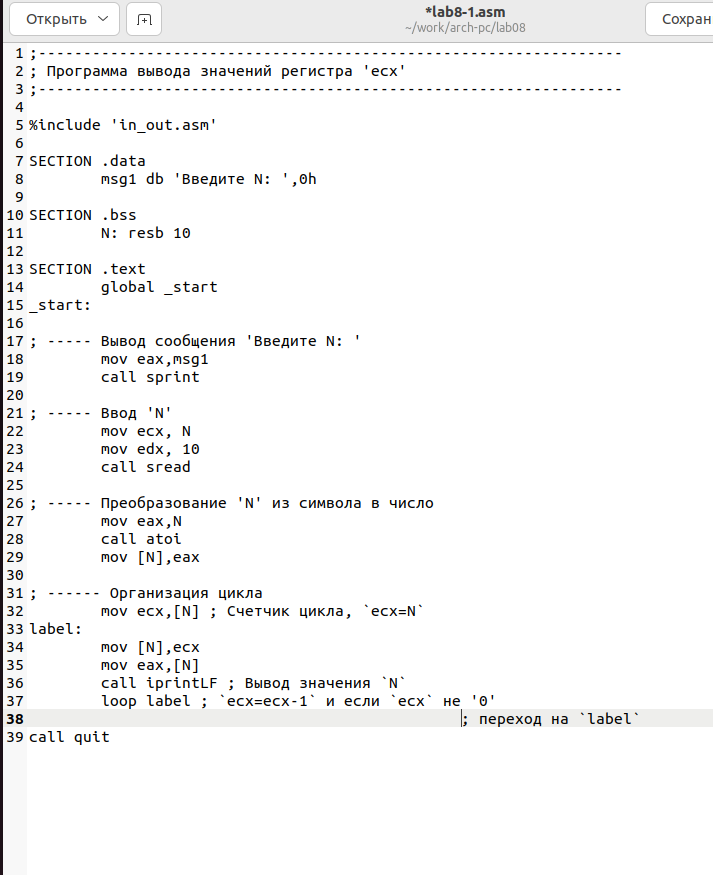 Открыть
*lab8-1.asm
~/work/arch-pc/lab08
Сохран
1 ;-----------------------------------------------------------------
2 ; Программа вывода значений регистра 'ecx'
3 ;-----------------------------------------------------------------
4
5 %include 'in_out.asm'
6
7 SECTION .data
8         msg1 db 'Введите N: ',0h
9
10 SECTION .bss
11         N: resb 10
12
13 SECTION .text
14         global _start
15 _start:
16
17 ; ----- Вывод сообщения 'Введите N: '
18         mov eax,msg1
19         call sprint
20
21 ; ----- Ввод 'N'
22         mov ecx, N
23         mov edx, 10
24         call sread
25
26 ; ----- Преобразование 'N' из символа в число
27         mov eax,N
28         call atoi
29         mov [N],eax
30
31 ; ------ Организация цикла
32         mov ecx,[N] ; Счетчик цикла, `ecx=N`
33 label:
34         mov [N],ecx
35         mov eax,[N]
36         call iprintLF ; Вывод значения `N`
37         loop label ; `ecx=ecx-1` и если `ecx` не '0'
38                                                 ; переход на `label`
39 call quit